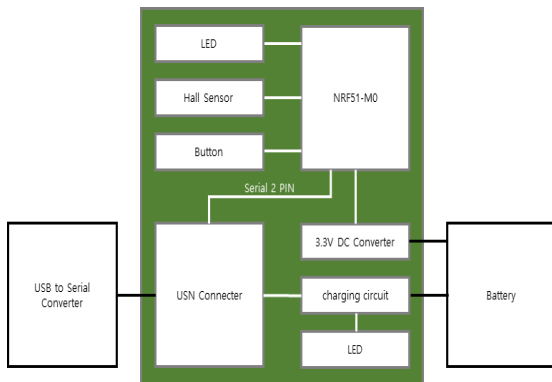 LED
Hall Sensor
Button
NRF51-M0
Serial 2 PIN
USB to Serial
Converter
USN Connecter
3.3V DC Converter
charging circuit
LED
Battery